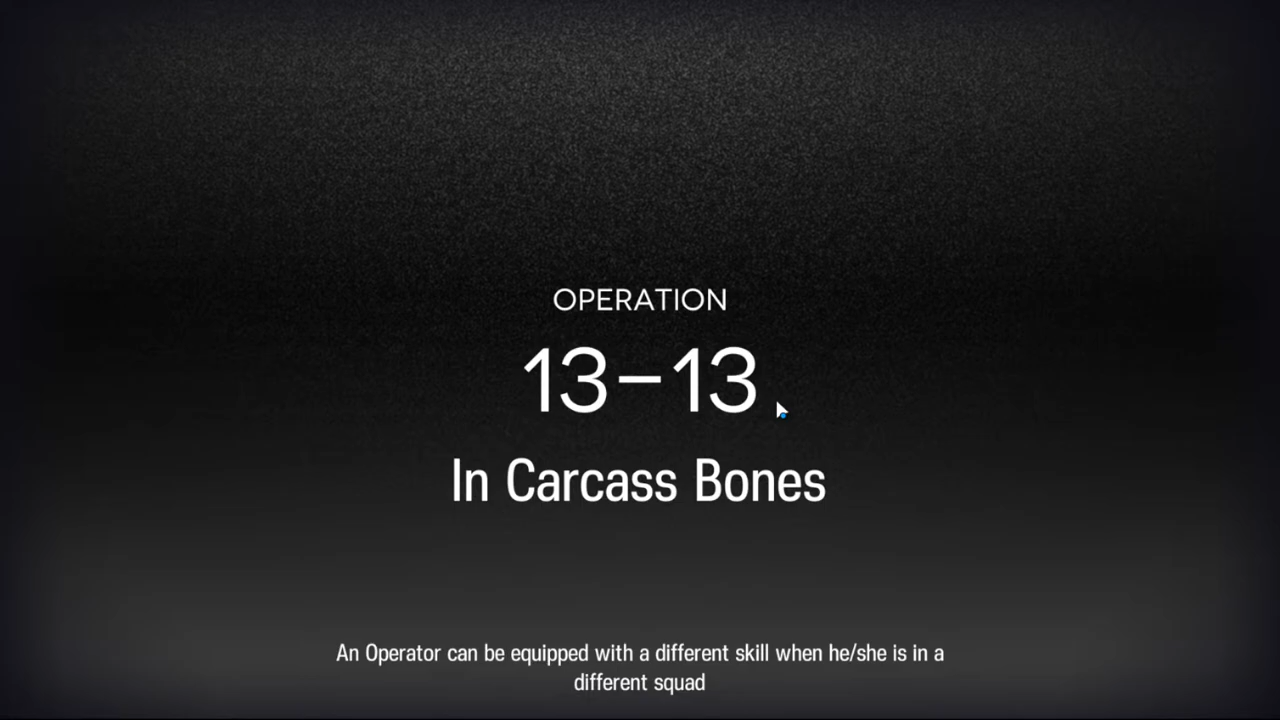 OPERATION
13–13
In Carcass Bones
An Operator can be equipped with a different skill when he/she is in a
different squad